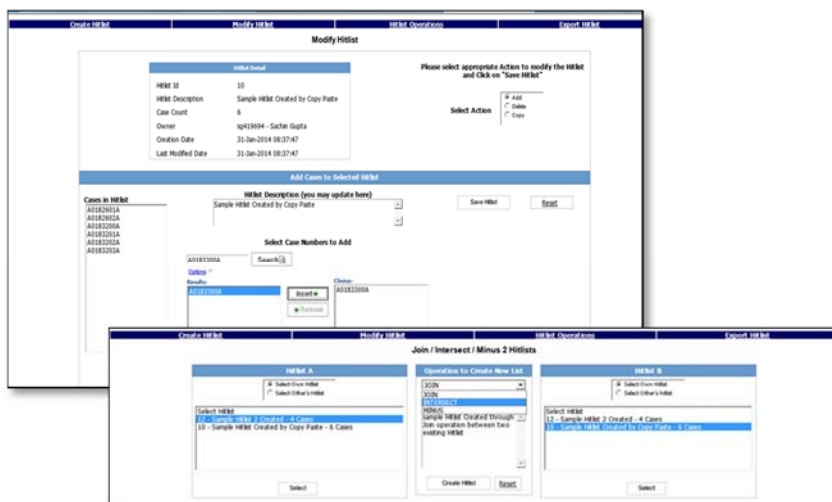 Create Hitlist Modify Hitlist Hitlist Operations Export Hitlist
Modify Hitlist
Hitlist Detail
Hitlist Id 10
Hitlist Description Sample Hitlist Created by Copy Paste
Case Count 6
Owner sg419694 - Sachin Gupta
Creation Date 31-Jan-2014 08:37:47
Last Modified Date 31-Jan-2014 08:37:47
Please select appropriate Action to modify the Hitlist
and Click on "Save Hitlist"
Select Action
Add
Delete
Copy
Add Cases to Selected Hitlist
Cases in Hitlist
A0182601A
A0182602A
A0183200A
A0183201A
A0183202A
A0183203A
Hitlist Description (you may update here)
Sample Hitlist Created by Copy Paste
Save Hitlist Reset
Select Case Numbers to Add
A0183300A Search
Options
Results: Choice:
A0183300A Insert A0183300A
Restore
Create Hitlist Modify Hitlist Hitlist Operations Export Hitlist
Join / Intersect / Minus 2 Hitlists
Hitlist A
Select Own Hitlist
Select Other's Hitlist
Select Hitlist
12 - Sample Hitlist 2 Created - 4 Cases
10 - Sample Hitlist Created by Copy Paste - 6 Cases
Select
Operation to Create New List
JOIN
JOIN
INTERSECT
MINUS
sample Hitlist Created through
Join operation between two
existing Hitlist
Create Hitlist Reset
Hitlist B
Select Own Hitlist
Select Other's Hitlist
Select Hitlist
12 - Sample Hitlist 2 Created - 4 Cases
10 - Sample Hitlist Created by Copy Paste - 6 Cases
Select